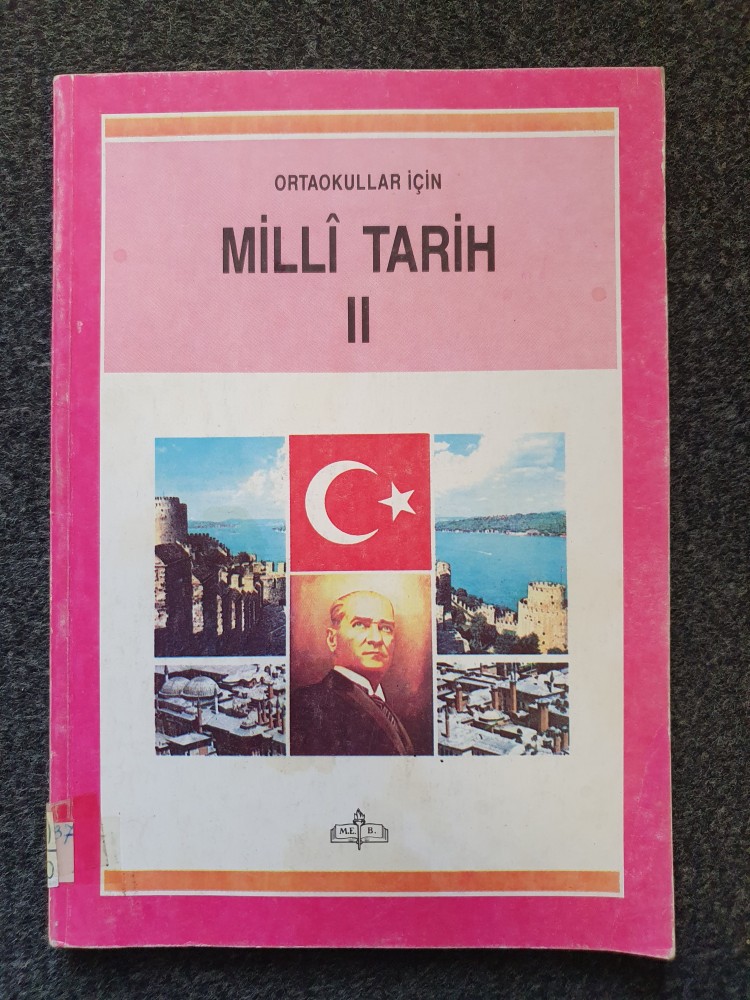 ORTAOKULLAR İÇİN
MİLLÎ TARİH
II
M.E. B.